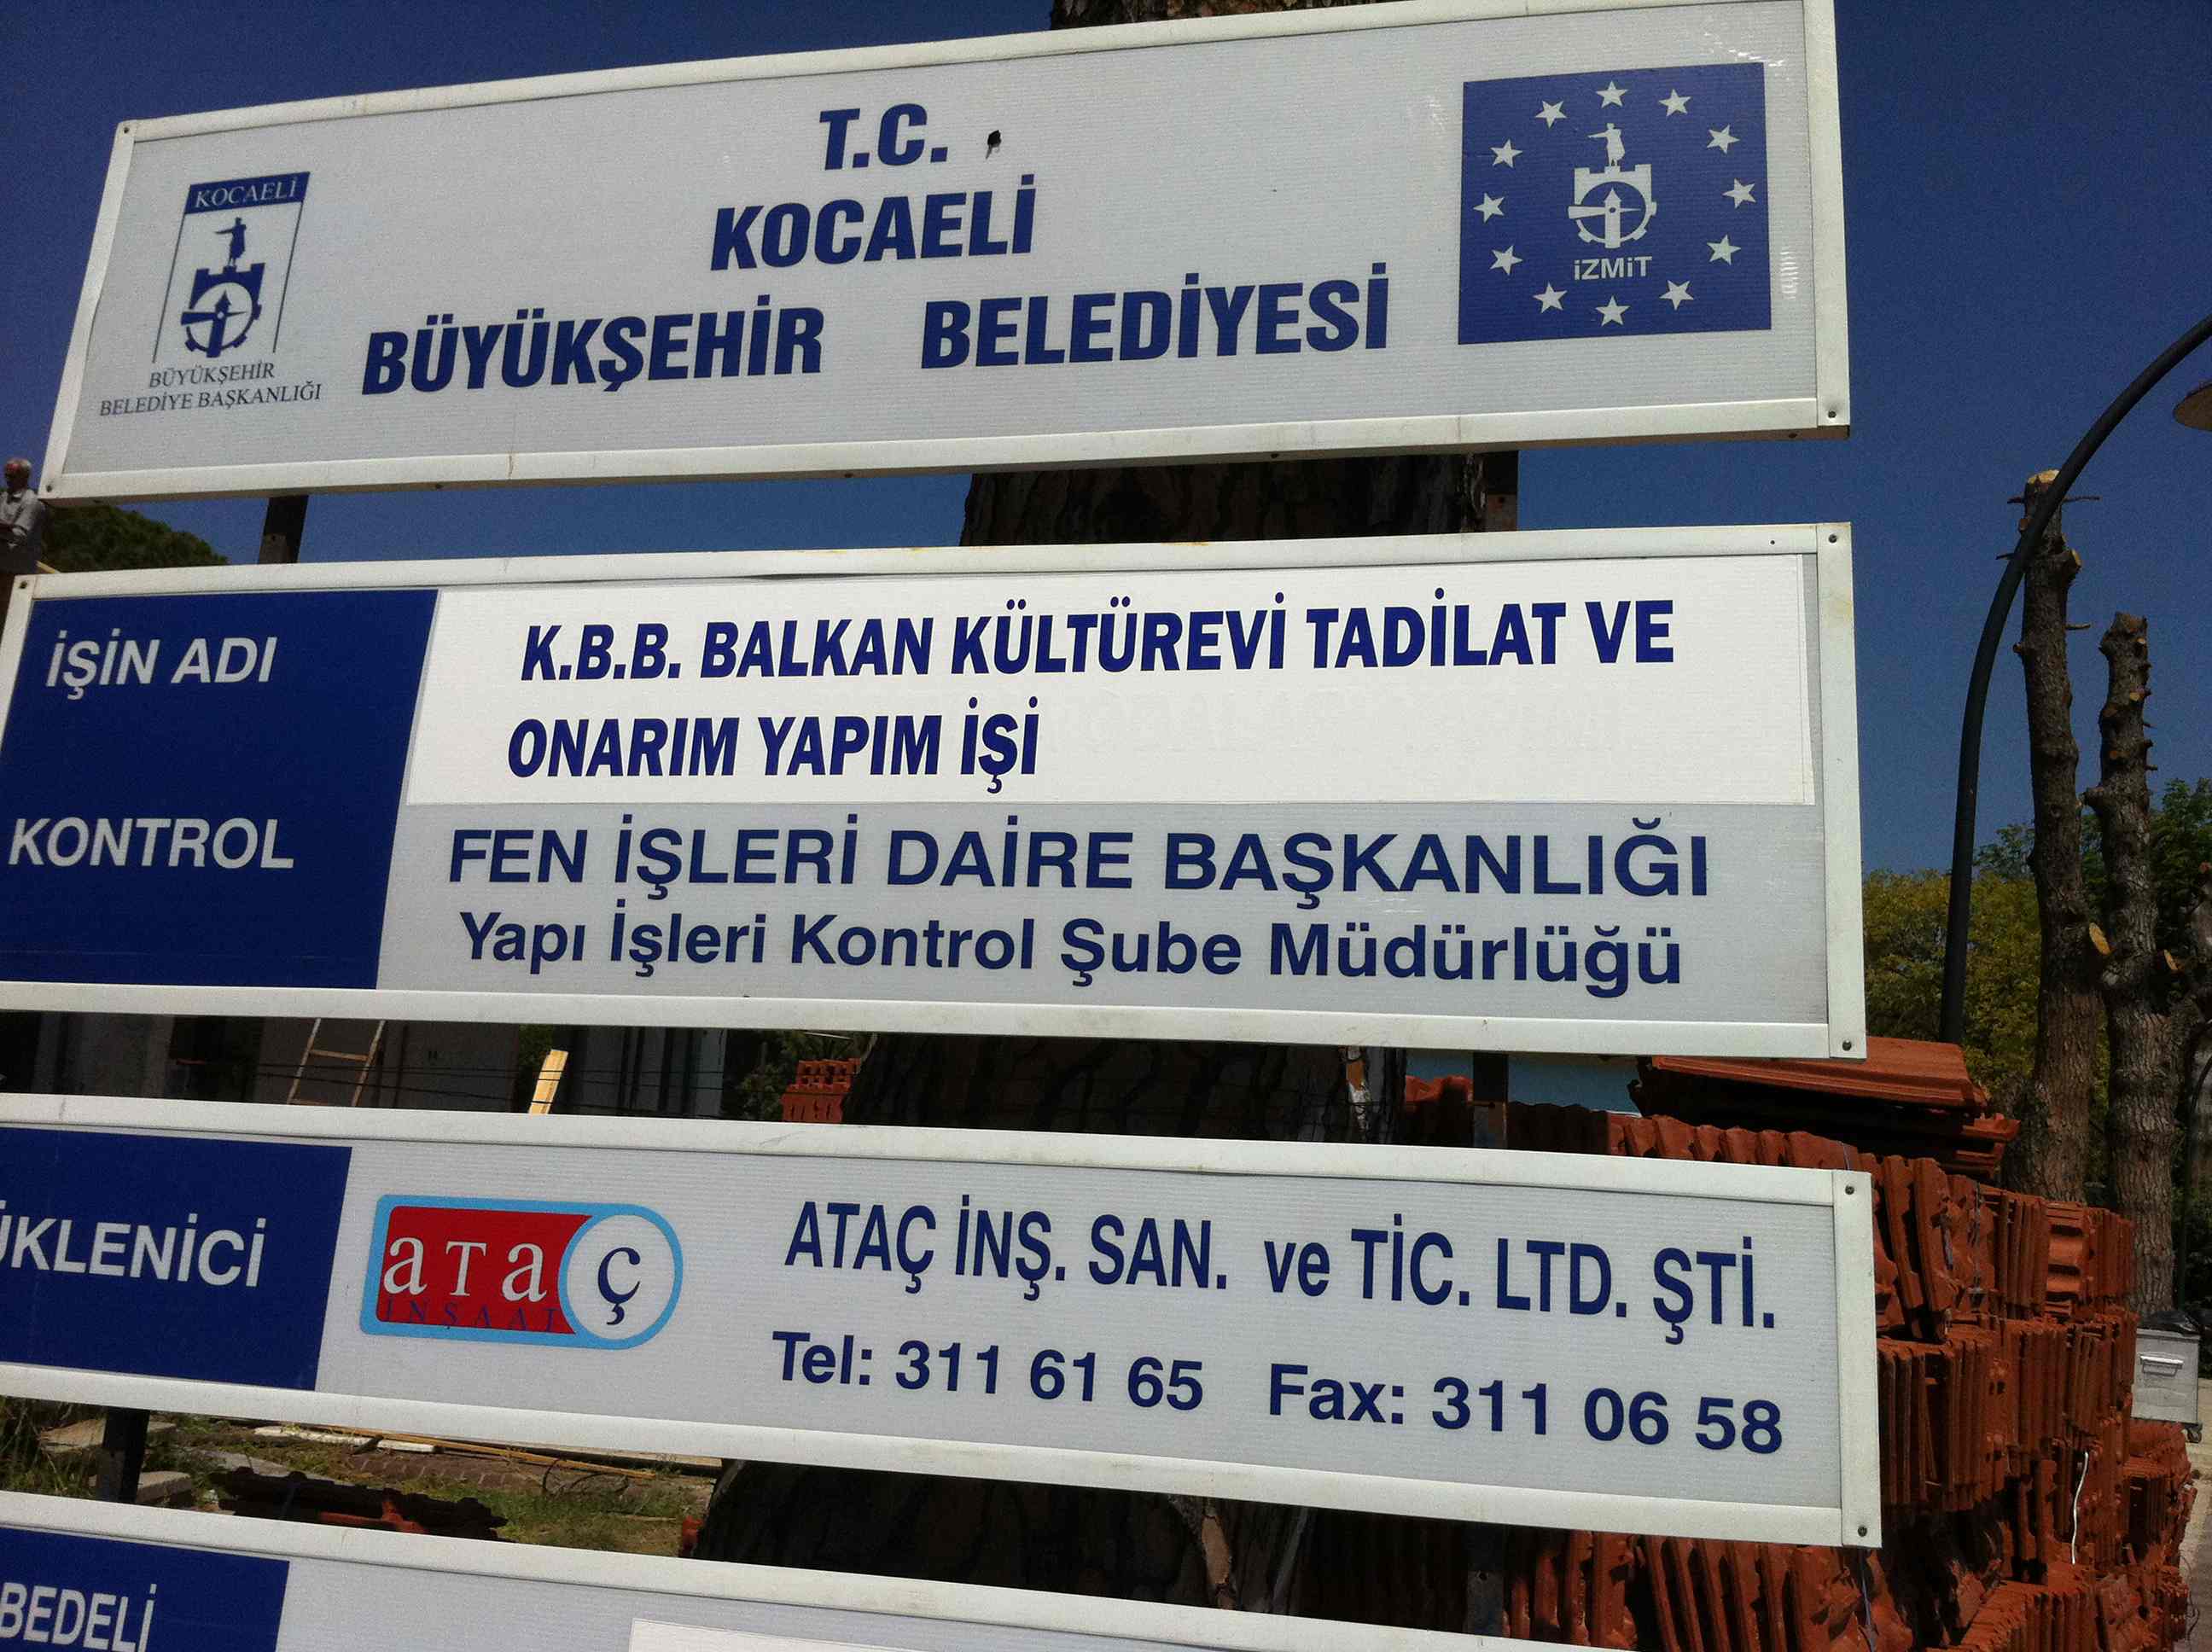 T.C.
KOCAELİ
BÜYÜKŞEHİR BELEDİYESİ
KOCAELİ
BÜYÜKŞEHİR
BELEDİYE BAŞKANLIĞI
İZMİT
İŞİN ADI
K.B.B. BALKAN KÜLTÜREVİ TADİLAT VE
ONARIM YAPIM İŞİ
KONTROL
FEN İŞLERİ DAİRE BAŞKANLIĞI
Yapı İşleri Kontrol Şube Müdürlüğü
ÜKLENİCİ
aTaç
İNŞAAT
ATAÇ İNŞ. SAN. ve TİC. LTD. ŞTİ.
Tel: 311 61 65 Fax: 311 06 58
BEDELİ